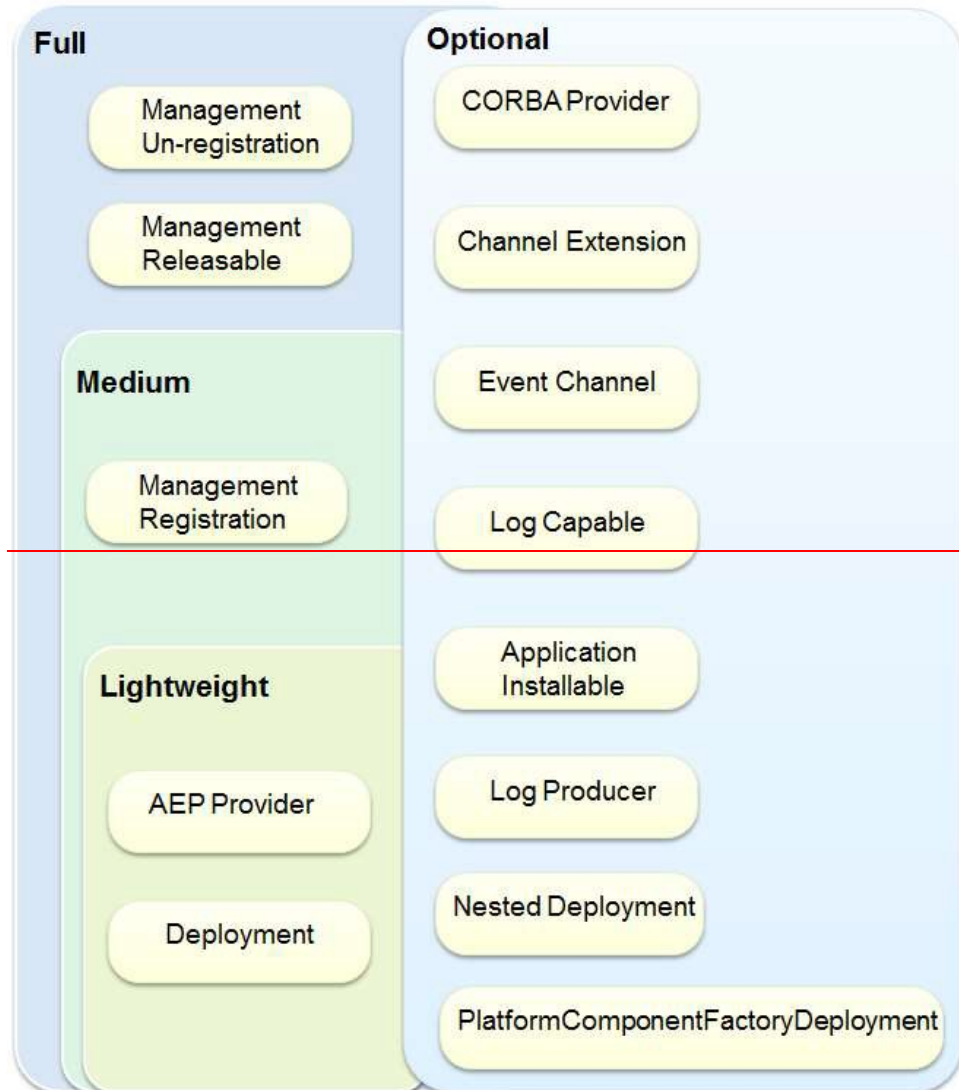 Full
Management
Un-registration
Management
Releasable
Medium
Management
Registration
Lightweight
AEP Provider
Deployment
Optional
CORBA Provider
Channel Extension
Event Channel
Log Capable
Application
Installable
Log Producer
Nested Deployment
PlatformComponentFactoryDeployment